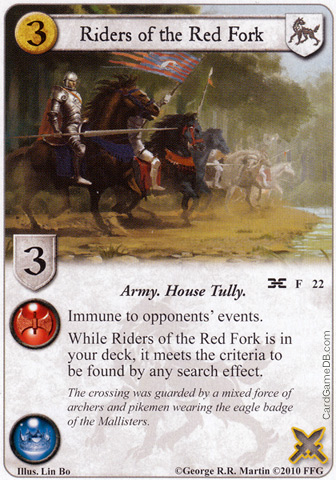 3
Riders of the Red Fork
3
Army. House Tully.
F 22
Immune to opponents' events.
While Riders of the Red Fork is in
your deck, it meets the criteria to
be found by any search effect.
The crossing was guarded by a mixed force of
archers and pikemen wearing the eagle badge
of the Mallisters.
CardGameDB.com
Illus. Lin Bo
©George R.R. Martin ©2010 FFG